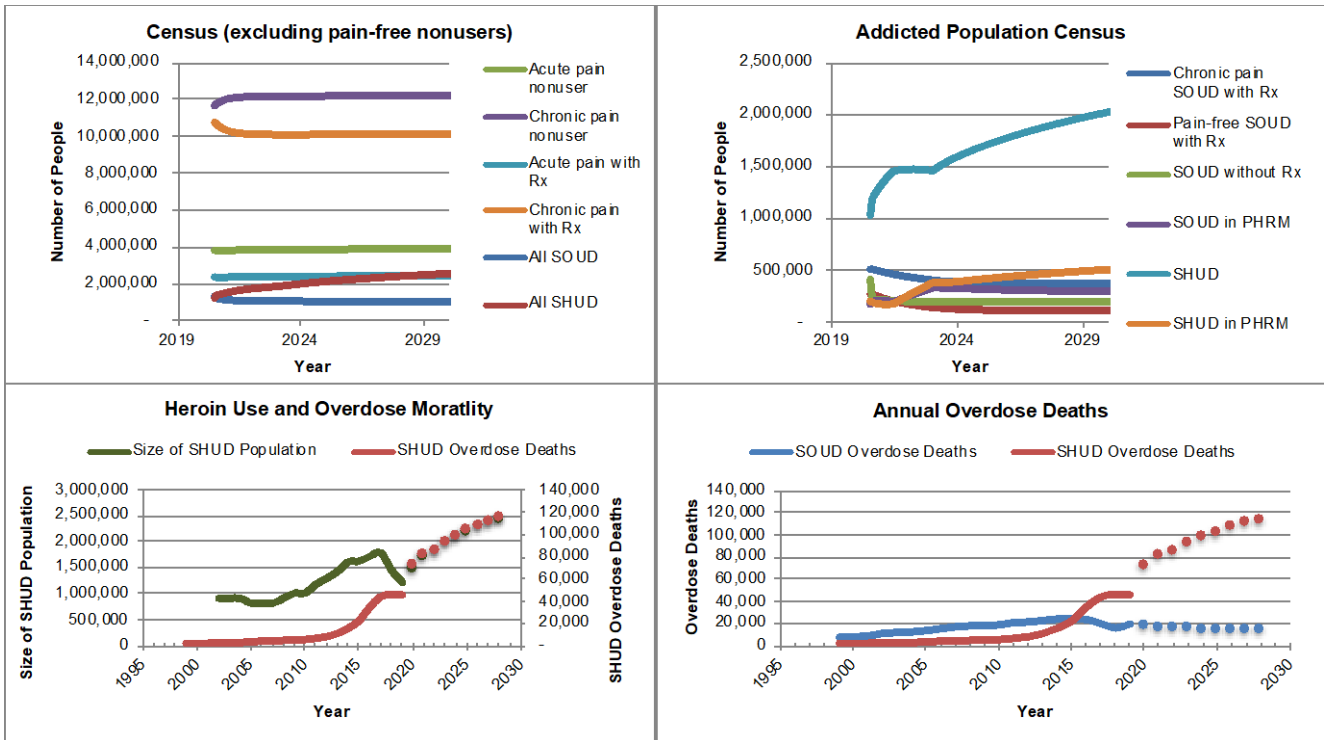 Census (excluding pain-free nonusers)
Number of People
14,000,000
12,000,000
10,000,000
8,000,000
6,000,000
4,000,000
2,000,000
-
2019
2024
2029
Year
Acute pain
nonuser
Chronic pain
nonuser
Acute pain with
Rx
Chronic pain
with Rx
All SOUD
All SHUD
Addicted Population Census
Number of People
2,500,000
2,000,000
1,500,000
1,000,000
500,000
-
2019
2024
2029
Year
Chronic pain
SOUD with Rx
Pain-free SOUD
with Rx
SOUD without Rx
SOUD in PHRM
SHUD
SHUD in PHRM
Heroin Use and Overdose Moratlity
Size of SHUD Population
SHUD Overdose Deaths
Size of SHUD Population
3,000,000
2,500,000
2,000,000
1,500,000
1,000,000
500,000
0
140,000
120,000
100,000
80,000
60,000
40,000
20,000
-
SHUD Overdose Deaths
1995
2000
2005
2010
2015
2020
2025
2030
Year
Annual Overdose Deaths
SOUD Overdose Deaths
SHUD Overdose Deaths
Overdose Deaths
140,000
120,000
100,000
80,000
60,000
40,000
20,000
0
1995
2000
2005
2010
2015
2020
2025
2030
Year